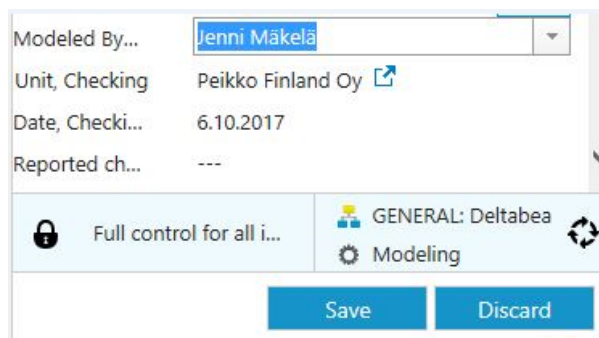 Modeled By... Jenni Mäkelä
Unit, Checking Peikko Finland Oy
Date, Checki... 6.10.2017
Reported ch... ---
Full control for all i...
GENERAL: Deltabea
Modeling
Save Discard